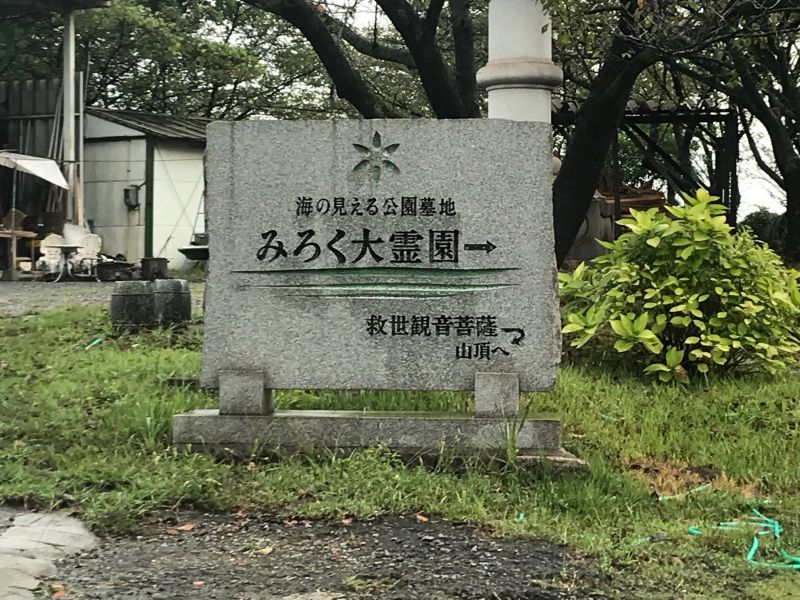 海の見える公園墓地
みろく大霊園→
救世観音菩薩
山頂へ